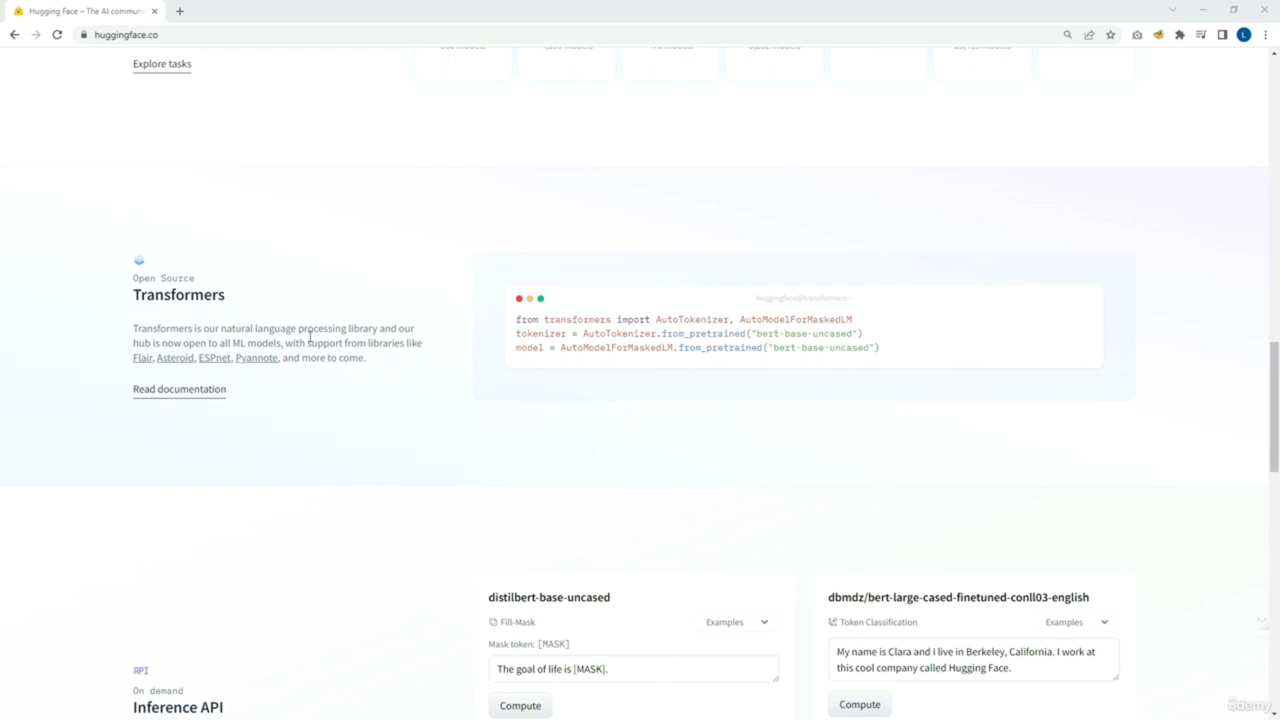 Hugging Face – The AI commun
huggingface.co
L
Explore tasks
Open Source
Transformers
Transformers is our natural language processing library and our
hub is now open to all ML models, with support from libraries like
Flair, Asteroid, ESPnet, Pyannote, and more to come.
Read documentation
huggingface@transformers:~
from transformers import AutoTokenizer, AutoModelForMaskedLM
tokenizer = AutoTokenizer.from_pretrained("bert-base-uncased")
model = AutoModelForMaskedLM.from_pretrained("bert-base-uncased")
API
On demand
Inference API
distilbert-base-uncased
Fill-Mask
Examples
Mask token: [MASK]
The goal of life is [MASK].
Compute
dbmdz/bert-large-cased-finetuned-conll03-english
Token Classification
Examples
My name is Clara and I live in Berkeley, California. I work at
this cool company called Hugging Face.
Compute
ûdemy